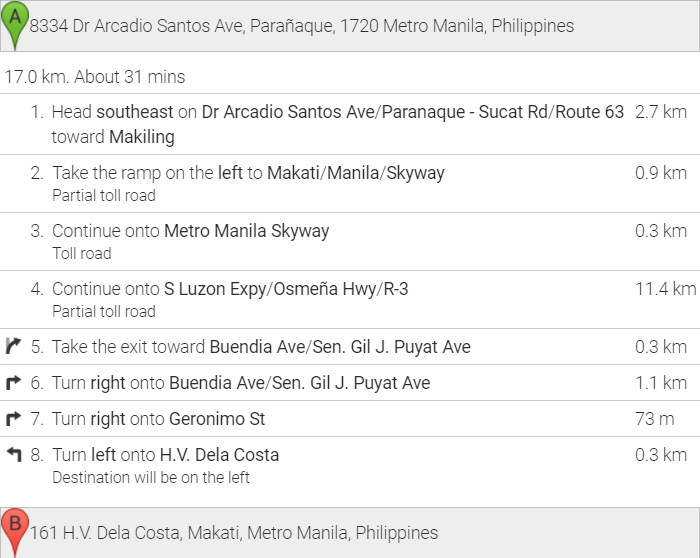 A
8334 Dr Arcadio Santos Ave, Parañaque, 1720 Metro Manila, Philippines
17.0 km. About 31 mins
1. Head southeast on Dr Arcadio Santos Ave/Paranaque - Sucat Rd/Route 63 2.7 km
toward Makiling
2. Take the ramp on the left to Makati/Manila/Skyway 0.9 km
Partial toll road
3. Continue onto Metro Manila Skyway 0.3 km
Toll road
4. Continue onto S Luzon Expy/Osmeña Hwy/R-3 11.4 km
Partial toll road
5. Take the exit toward Buendia Ave/Sen. Gil J. Puyat Ave 0.3 km
6. Turn right onto Buendia Ave/Sen. Gil J. Puyat Ave 1.1 km
7. Turn right onto Geronimo St 73 m
8. Turn left onto H.V. Dela Costa 0.3 km
Destination will be on the left
B
161 H.V. Dela Costa, Makati, Metro Manila, Philippines